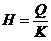 H = Q/K